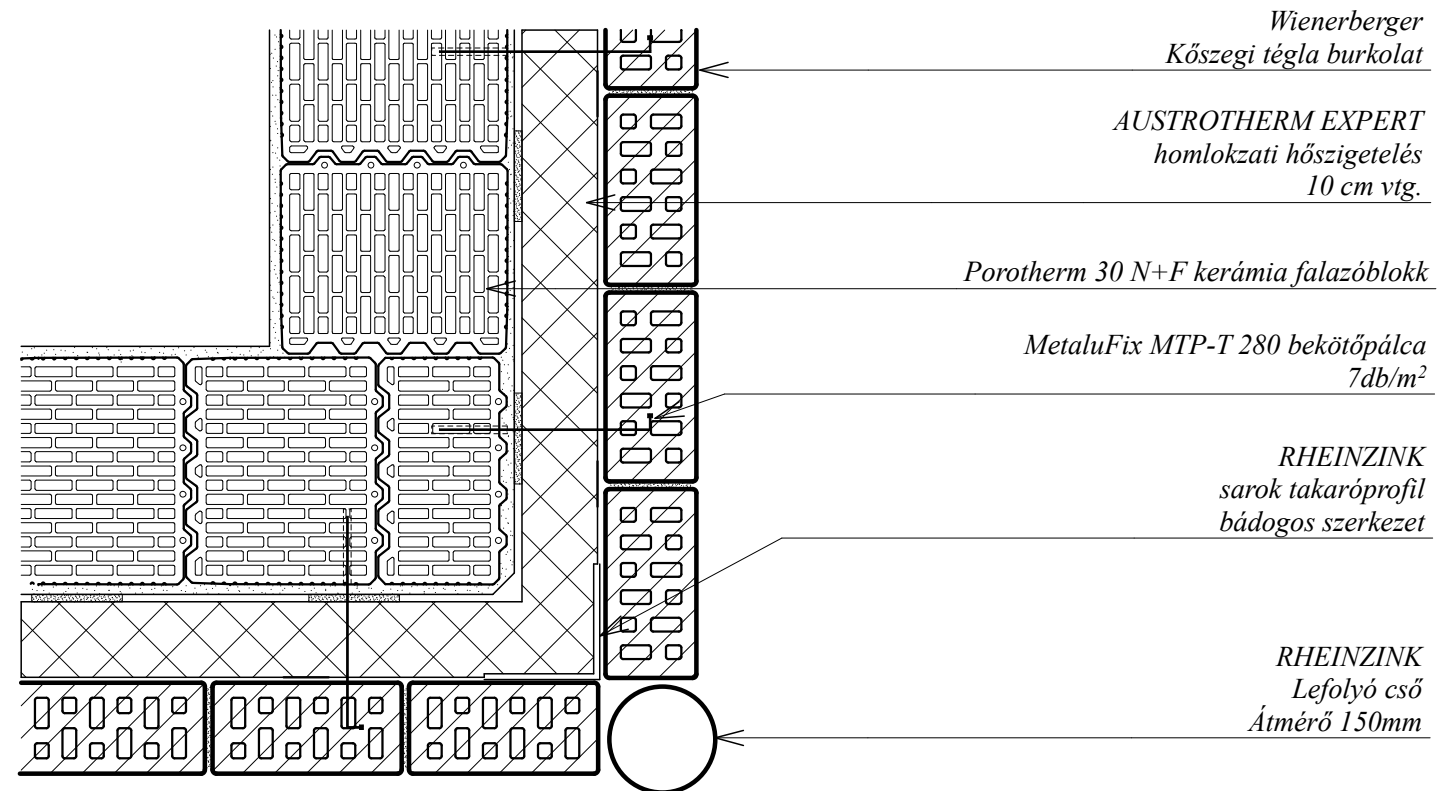 Wienerberger
Kőszegi tégla burkolat
AUSTROTHERM EXPERT
homlokzati hőszigetelés
10 cm vtg.
Porotherm 30 N+F kerámia falazóblokk
MetaluFix MTP-T 280 bekötőpálca
7db/m²
RHEINZINK
sarok takaróprofil
bádogos szerkezet
RHEINZINK
Lefolyó cső
Átmérő 150mm